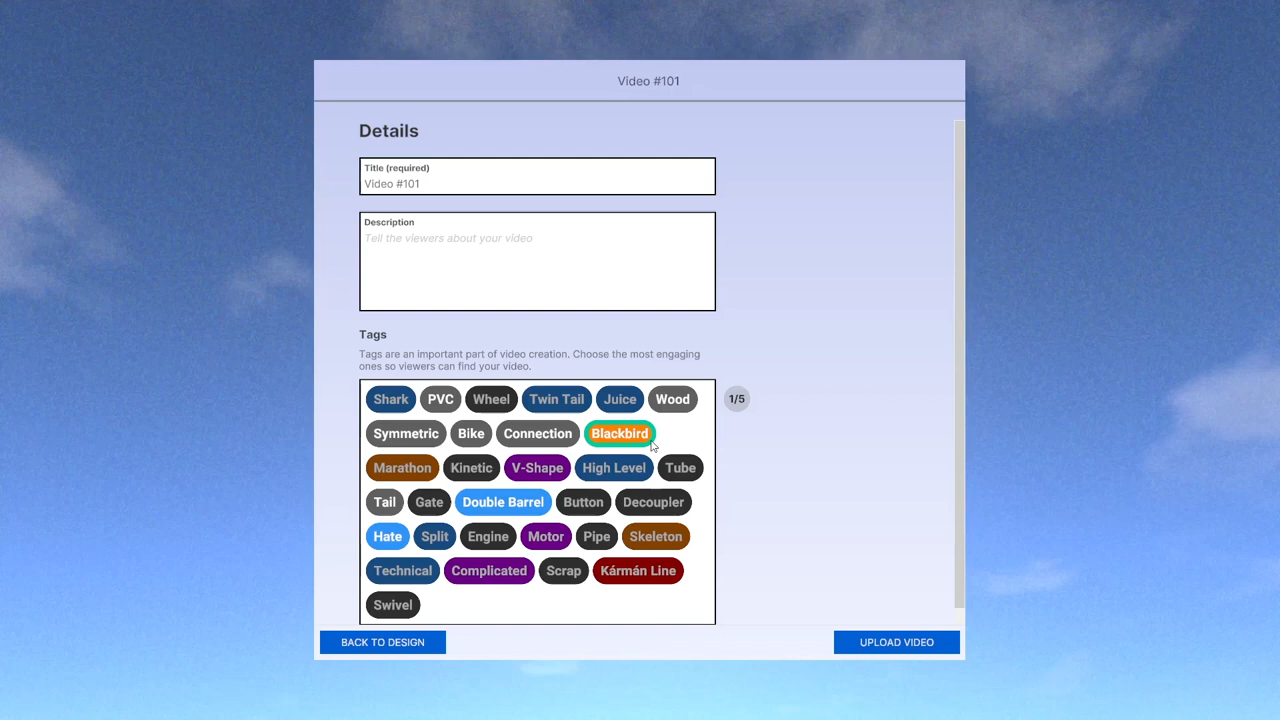 Video #101
Details
Title (required)
Video #101
Description
Tell the viewers about your video
Tags
Tags are an important part of video creation. Choose the most engaging
ones so viewers can find your video.
Shark PVC Wheel Twin Tail Juice Wood 1/5
Symmetric Bike Connection Blackbird
Marathon Kinetic V-Shape High Level Tube
Tail Gate Double Barrel Button Decoupler
Hate Split Engine Motor Pipe Skeleton
Technical Complicated Scrap Kármán Line
Swivel
BACK TO DESIGN UPLOAD VIDEO